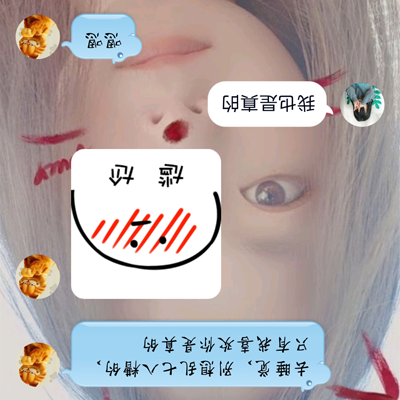 去睡觉，别想乱七八糟的，
只有我喜欢你是真的
尴 尬
我也是真的
嗯嗯